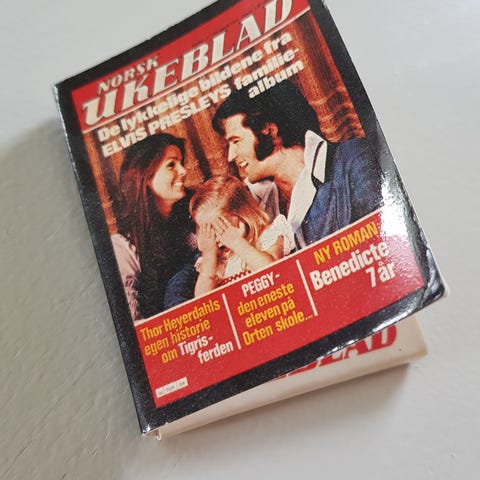 NORSK
UKEBLAD
De lykkelige bildene fra
ELVIS PRESLEYS familie-
album
Thor Heyerdahls
egen historie
om Tigris-
ferden
PEGGY-
den eneste
eleven på
Orten skole...
NY ROMAN:
Benedicte
7 år